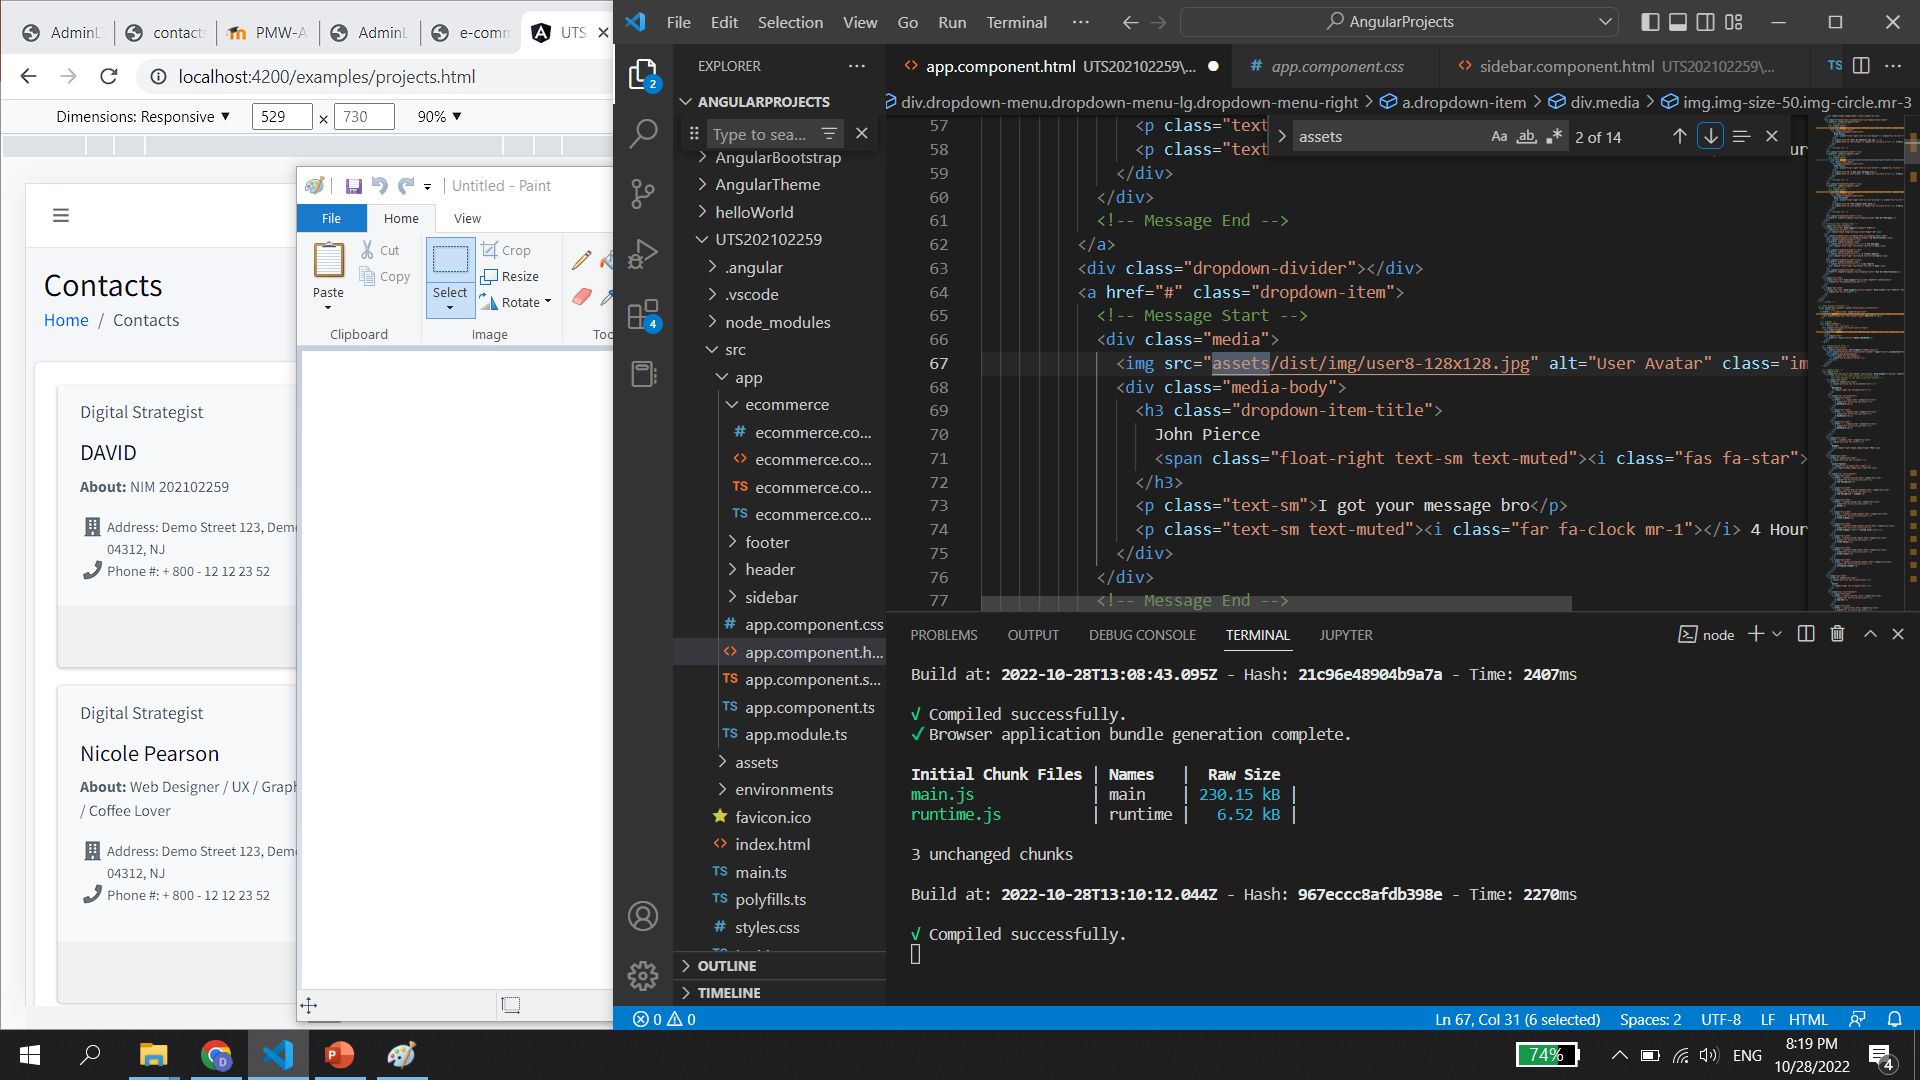 AdminL
contact
PMW-A
AdminL
e-comm
UTS
localhost:4200/examples/projects.html
Dimensions: Responsive ▼ 529 × 730 90% ▼
Contacts
Home / Contacts
Digital Strategist
DAVID
About: NIM 202102259
Address: Demo Street 123, Demo
04312, NJ
Phone #: + 800 - 12 12 23 52
Digital Strategist
Nicole Pearson
About: Web Designer / UX / Graph
/ Coffee Lover
Address: Demo Street 123, Demo
04312, NJ
Phone #: + 800 - 12 12 23 52
Untitled - Paint
File Home View
Paste
Cut
Copy
Clipboard
Select
Crop
Resize
Rotate
Image
Too
File Edit Selection View Go Run Terminal ···
AngularProjects
EXPLORER
ANGULARPROJECTS
Type to sea...
AngularBootstrap
AngularTheme
helloWorld
UTS202102259
.angular
.vscode
node_modules
src
app
ecommerce
# ecommerce.co...
<> ecommerce.co...
TS ecommerce.co...
TS ecommerce.co...
footer
header
sidebar
# app.component.css
<> app.component.h...
TS app.component.s...
TS app.component.ts
TS app.module.ts
assets
environments
favicon.ico
<> index.html
TS main.ts
TS polyfills.ts
# styles.css
OUTLINE
TIMELINE
2
4
<> app.component.html UTS202102259\...
# app.component.css
<> sidebar.component.html UTS202102259\...
TS
div.dropdown-menu.dropdown-menu-lg.dropdown-menu-right > a.dropdown-item > div.media > img.img-size-50.img-circle.mr-3
assets Aa ab .* 2 of 14
57 <p class="text
58 <p class="text ur
59 </div>
60 </div>
61 <!-- Message End -->
62 </a>
63 <div class="dropdown-divider"></div>
64 <a href="#" class="dropdown-item">
65 <!-- Message Start -->
66 <div class="media">
67 <img src="assets/dist/img/user8-128x128.jpg" alt="User Avatar" class="im
68 <div class="media-body">
69 <h3 class="dropdown-item-title">
70 John Pierce
71 <span class="float-right text-sm text-muted"><i class="fas fa-star">
72 </h3>
73 <p class="text-sm">I got your message bro</p>
74 <p class="text-sm text-muted"><i class="far fa-clock mr-1"></i> 4 Hour
75 </div>
76 </div>
77 <!-- Message End -->
PROBLEMS OUTPUT DEBUG CONSOLE TERMINAL JUPYTER
node
Build at: 2022-10-28T13:08:43.095Z - Hash: 21c96e48904b9a7a - Time: 2407ms
√ Compiled successfully.
✓ Browser application bundle generation complete.
Initial Chunk Files | Names | Raw Size
main.js | main | 230.15 kB |
runtime.js | runtime | 6.52 kB |
3 unchanged chunks
Build at: 2022-10-28T13:10:12.044Z - Hash: 967eccc8afdb398e - Time: 2270ms
√ Compiled successfully.
0 0
Ln 67, Col 31 (6 selected) Spaces: 2 UTF-8 LF HTML
74%
ENG
8:19 PM
10/28/2022
4